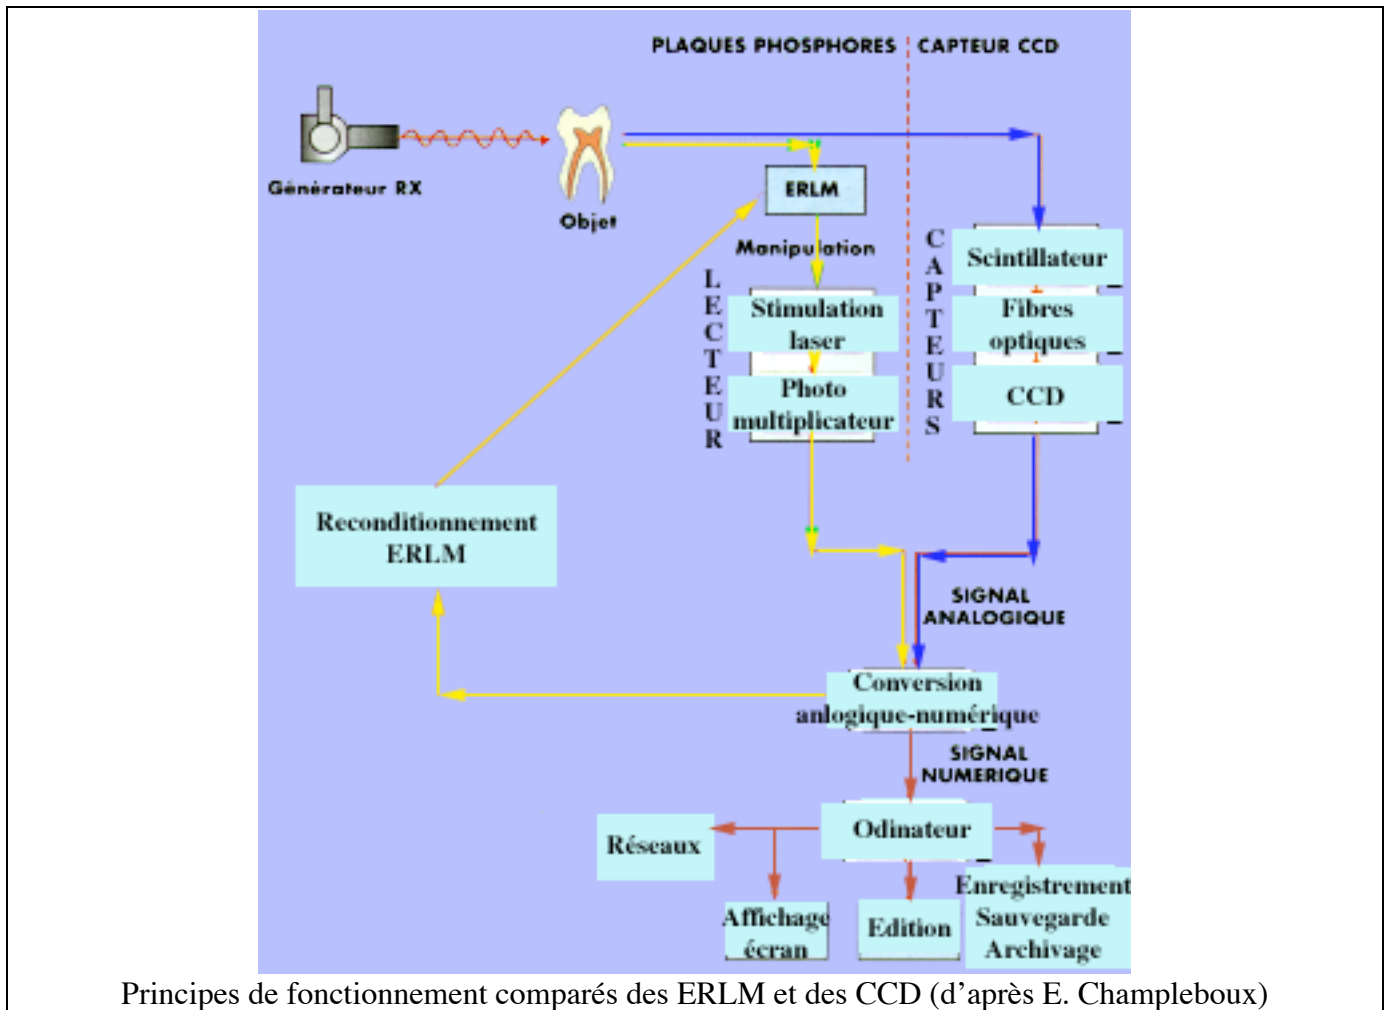 PLAQUES PHOSPHORES CAPTEUR CCD
Générateur RX
Objet
ERLM
Manipulation
LECTEUR
Stimulation
laser
Photo
multiplicateur
CAPTEURS
Scintillateur
Fibres
optiques
CCD
Reconditionnement
ERLM
SIGNAL
ANALOGIQUE
Conversion
anlogique-numérique
SIGNAL
NUMERIQUE
Odinateur
Réseaux
Affichage
écran
Edition
Enregistrement
Sauvegarde
Archivage
Principes de fonctionnement comparés des ERLM et des CCD (d'après E. Champleboux)